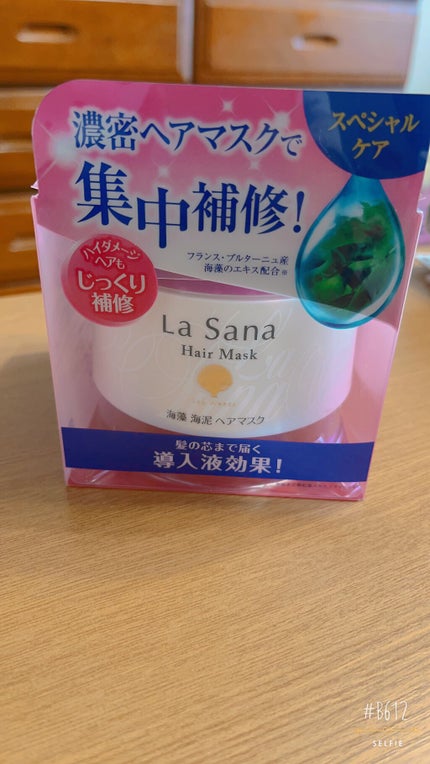 濃密ヘアマスクで
集中補修!
スペシャル
ケア
フランス・ブルターニュ産
海藻のエキス配合※
ハイダメージ
ヘアも
じっくり
補修
La Sana
Hair Mask
海藻 海泥 ヘアマスク
髪の芯まで届く
導入液効果!
#B612
SELFIE